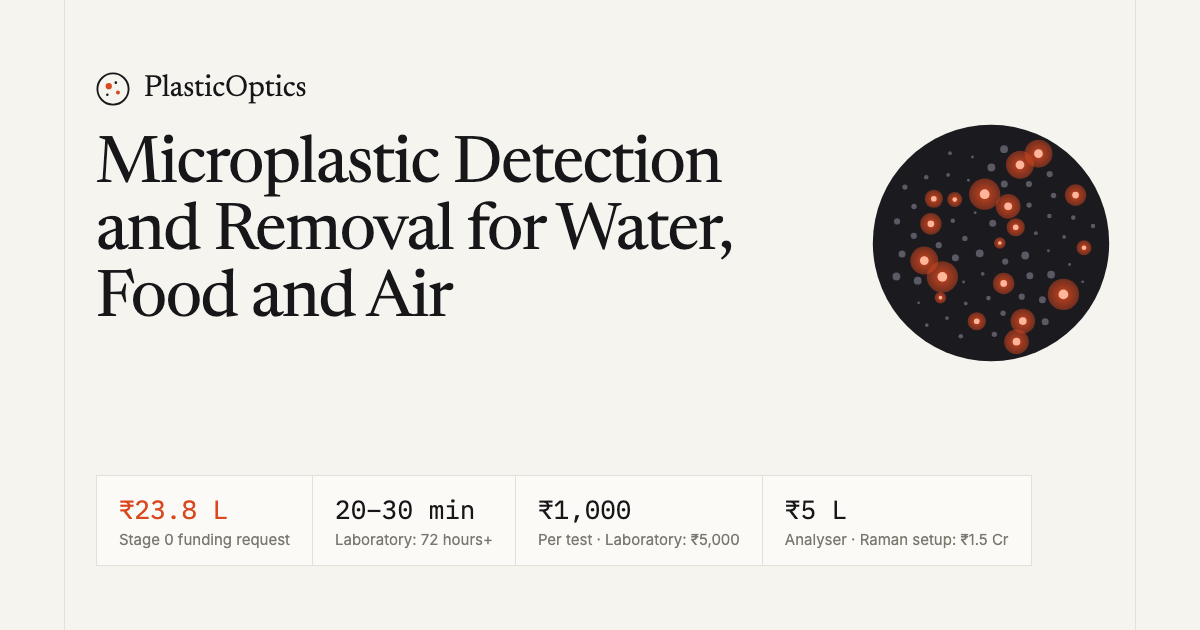 PlasticOptics
Microplastic Detection
and Removal for Water,
Food and Air
₹23.8 L
Stage 0 funding request
20–30 min
Laboratory: 72 hours+
₹1,000
Per test · Laboratory: ₹5,000
₹5 L
Analyser · Raman setup: ₹1.5 Cr